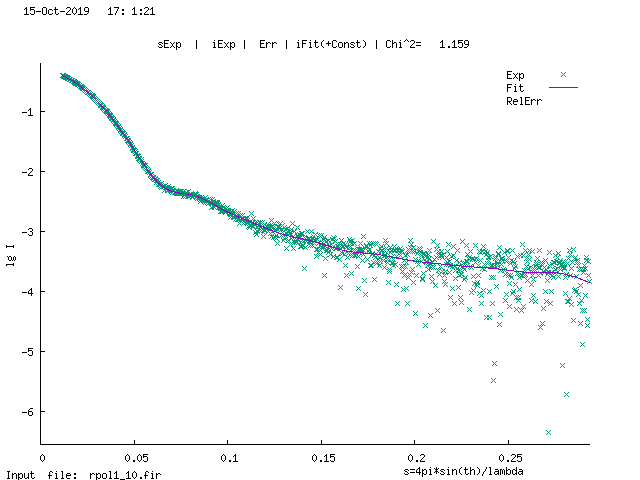 15-Oct-2019 17: 1:21
sExp | iExp | Err | iFit(+Const) | Chi^2= 1.159
Exp
Fit
RelErr
-1
-2
-3
lg I
-4
-5
-6
0 0.05 0.1 0.15 0.2 0.25
s=4pi*sin(th)/lambda
Input file: rpol1_10.fir